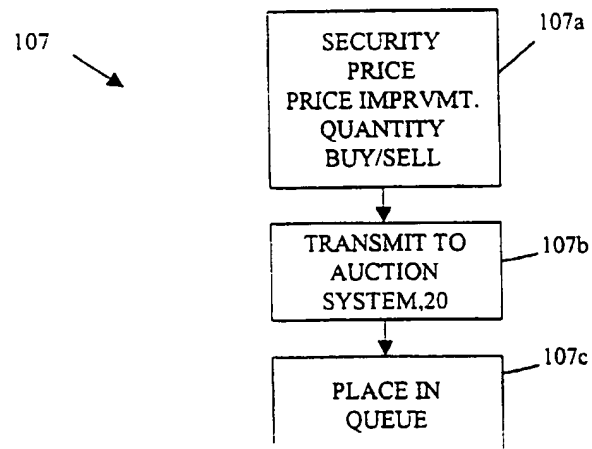 107
107a
SECURITY
PRICE
PRICE IMPRVMT.
QUANTITY
BUY/SELL
TRANSMIT TO
AUCTION
SYSTEM,20
107b
PLACE IN
QUEUE
107c